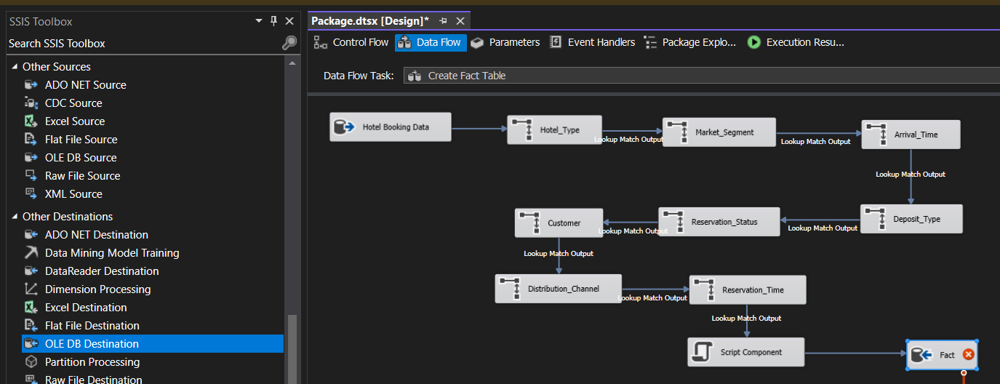 SSIS Toolbox
Search SSIS Toolbox
Other Sources
ADO NET Source
CDC Source
Excel Source
Flat File Source
OLE DB Source
Raw File Source
XML Source
Other Destinations
ADO NET Destination
Data Mining Model Training
DataReader Destination
Dimension Processing
Excel Destination
Flat File Destination
OLE DB Destination
Partition Processing
Raw File Destination
Package.dtsx [Design]*
Control Flow Data Flow Parameters Event Handlers Package Explo... Execution Resu...
Data Flow Task: Create Fact Table
Hotel Booking Data
Hotel_Type
Lookup Match Output
Market_Segment
Lookup Match Output
Arrival_Time
Lookup Match Output
Deposit_Type
Lookup Match Output
Reservation_Status
Lookup Match Output
Customer
Lookup Match Output
Distribution_Channel
Lookup Match Output
Reservation_Time
Lookup Match Output
Script Component
Fact